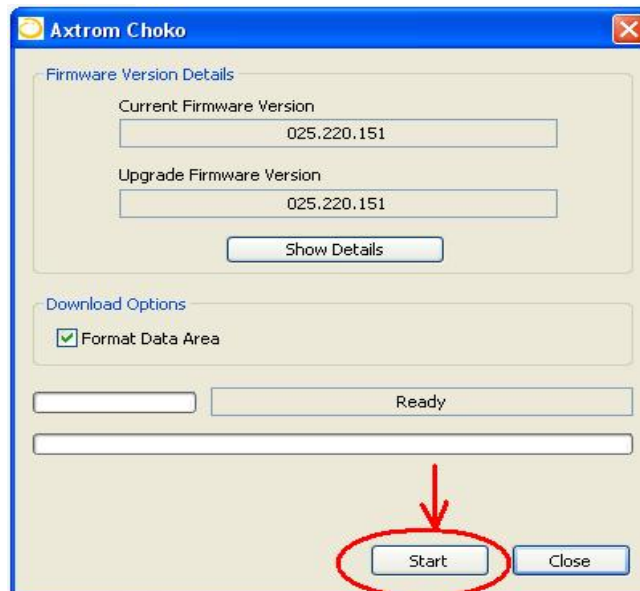 Axtrom Choko
Firmware Version Details
Current Firmware Version
025.220.151
Upgrade Firmware Version
025.220.151
Show Details
Download Options
Format Data Area
Ready
Start Close